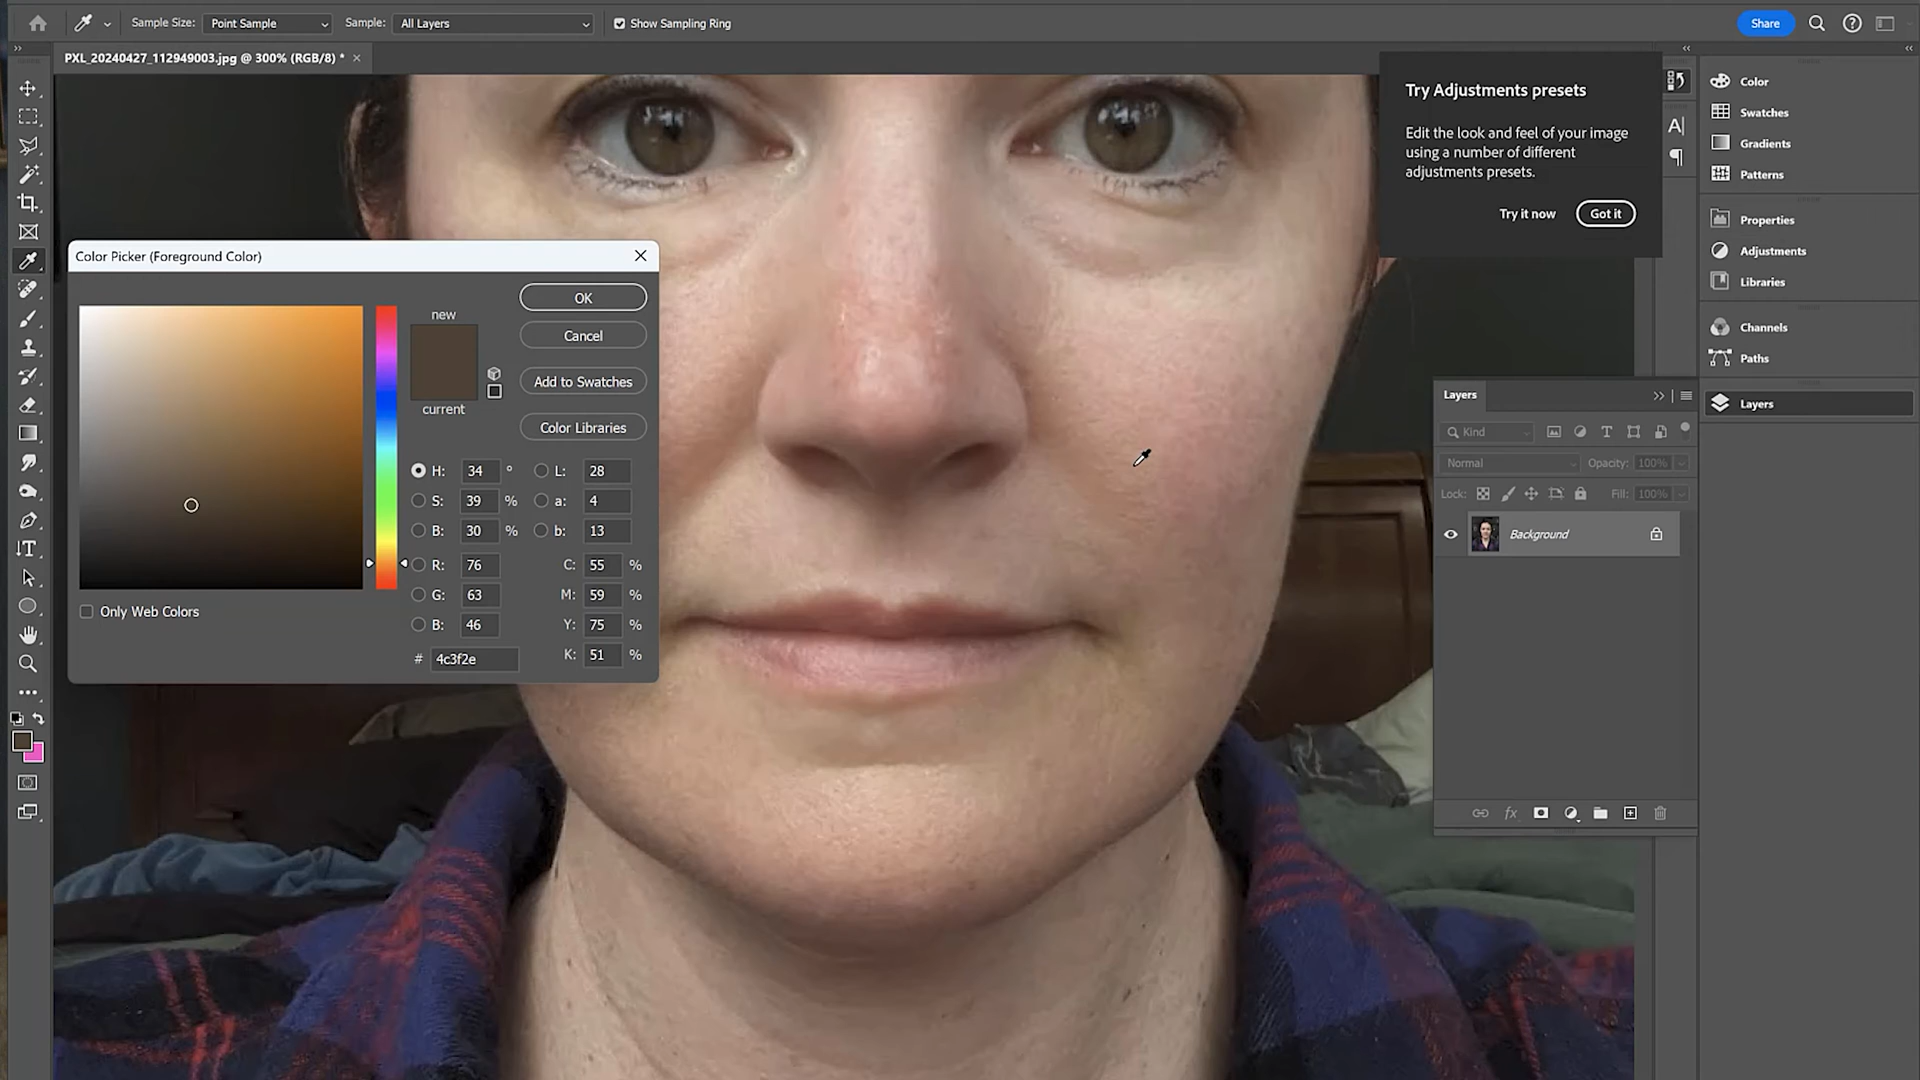 Sample Size: Point Sample Sample: All Layers Show Sampling Ring Share
PXL_20240427_112949003.jpg @ 300% (RGB/8) * ×
Try Adjustments presets
Edit the look and feel of your image
using a number of different
adjustments presets.
Try it now Got it
Color
Swatches
Gradients
Patterns
Properties
Adjustments
Libraries
Channels
Paths
Layers
Color Picker (Foreground Color)
new
current
OK
Cancel
Add to Swatches
Color Libraries
H: 34 ° L: 28
S: 39 % a: 4
B: 30 % b: 13
R: 76 C: 55 %
G: 63 M: 59 %
B: 46 Y: 75 %
# 4c3f2e K: 51 %
Only Web Colors
Layers
Kind
Normal Opacity: 100%
Lock: Fill: 100%
Background
fx